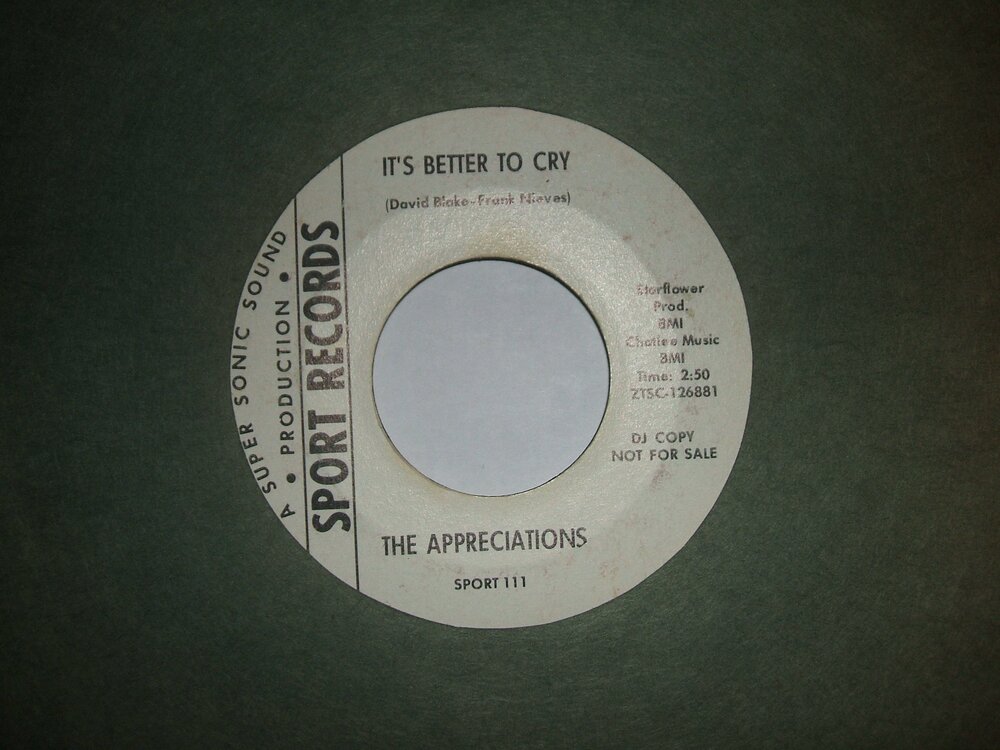 IT'S BETTER TO CRY
(David Blake-Frank Nieves)
A SUPER SONIC SOUND
• PRODUCTION •
SPORT RECORDS
Starflower
Prod.
BMI
Music
BMI
Time: 2:50
ZTSC-126881
DJ COPY
NOT FOR SALE
THE APPRECIATIONS
SPORT 111